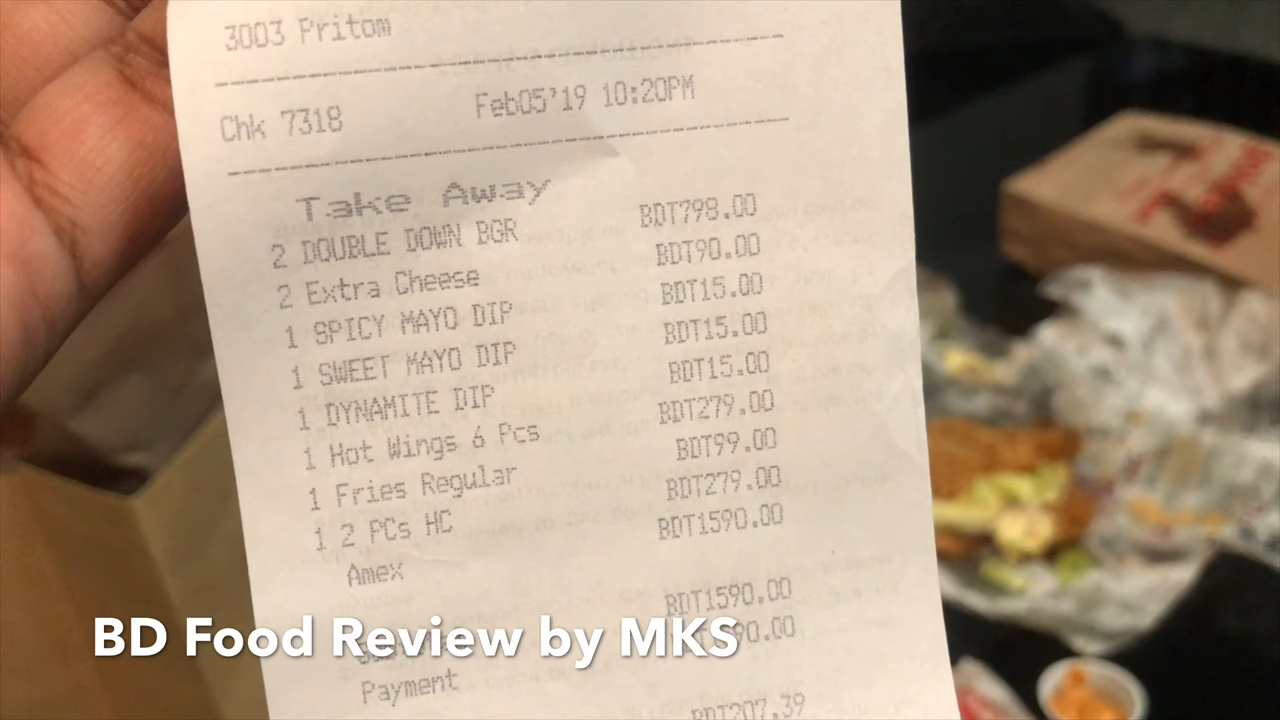 3003 Pritom
Chk 7318 Feb05'19 10:20PM
Take Away
2 DOUBLE DOWN BGR BDT798.00
2 Extra Cheese BDT90.00
1 SPICY MAYO DIP BDT15.00
1 SWEET MAYO DIP BDT15.00
1 DYNAMITE DIP BDT15.00
1 Hot Wings 6 Pcs BDT279.00
1 Fries Regular BDT99.00
1 2 PCs HC BDT279.00
Amex BDT1590.00
BDT1590.00
Payment
BDT207.39
BD Food Review by MKS